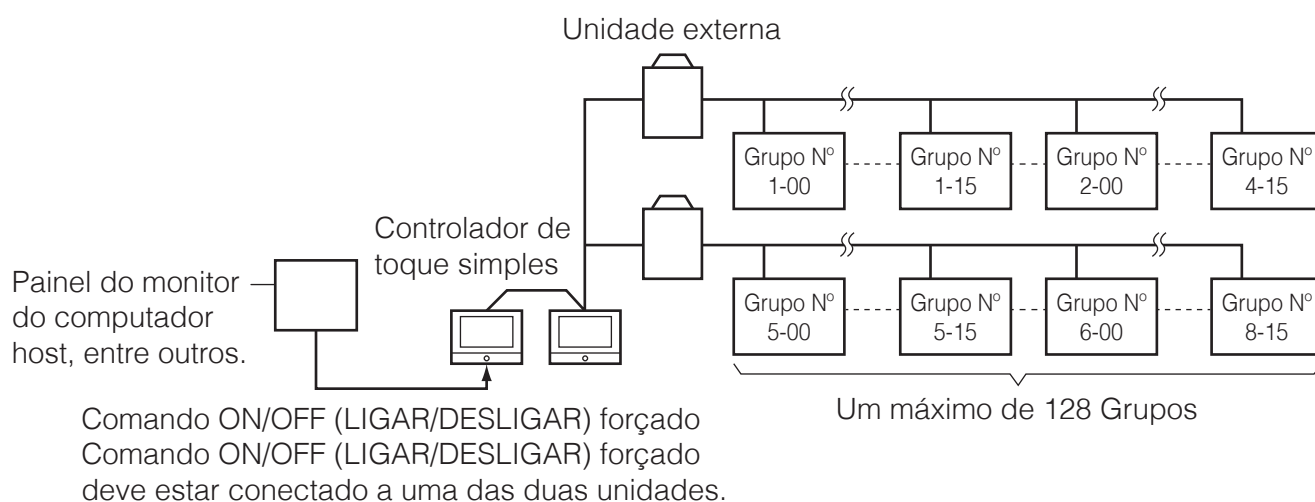 Unidade externa
Grupo Nº
1-00
Grupo Nº
1-15
Grupo Nº
2-00
Grupo Nº
4-15
Controlador de
toque simples
Painel do monitor
do computador
host, entre outros.
Grupo Nº
5-00
Grupo Nº
5-15
Grupo Nº
6-00
Grupo Nº
8-15
Um máximo de 128 Grupos
Comando ON/OFF (LIGAR/DESLIGAR) forçado
Comando ON/OFF (LIGAR/DESLIGAR) forçado
deve estar conectado a uma das duas unidades.